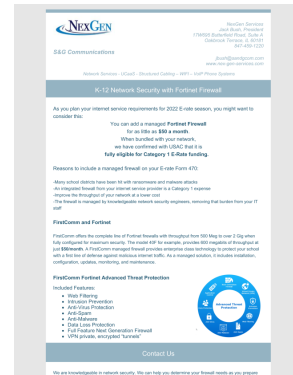 NEXGEN
S&G Communications
NexGen Services
Jack Bush, President
Oakbrook Terrace, IL 60181
847-450-1220
jbush@sandgcomm.com
www.nexgen-services.com
Network Services - UCaaS - Structured Cabling - WIFI - VoIP Phone Systems
K-12 Network Security with Fortinet Firewall
As you plan your internet service requirements for 2022 E-rate season, you might want to
consider this:
You can add a managed Fortinet Firewall
for as little as $50 a month.
When bundled with your network,
we have confirmed with USAC that it is
fully eligible for Category 1 E-Rate funding.
Reasons to include a managed firewall on your E-rate Form 470:
-Many school districts have been hit with ransomware and malware attacks
-An integrated firewall from your internet service provider is a Category 1 expense
-Improve the throughput of your network at a lower cost
-The firewall is managed by knowledgeable network security engineers, removing that burden from your IT
staff
FirstComm and Fortinet
FirstComm offers the complete line of Fortinet firewalls with throughput from 500 Meg to over 2 Gig when
fully configured for maximum security. The model 40F for example, provides 600 megabits of throughput at
just $50/month. A FirstComm managed firewall provides enterprise class technology to protect your school
with a first line of defense against malicious internet traffic. As a managed solution, it includes installation,
configuration, updates, monitoring, and maintenance.
FirstComm Fortinet Advanced Threat Protection
Included Features:
Web Filtering
Intrusion Prevention
Anti-Virus Protection
Anti-Spam
Anti-Malware
Data Loss Protection
Full Feature Next Generation Firewall
VPN private, encrypted "tunnels"
Advanced Threat
Protection
Contact Us
We are knowledgeable in network security. We can help you determine your firewall needs as you prepare